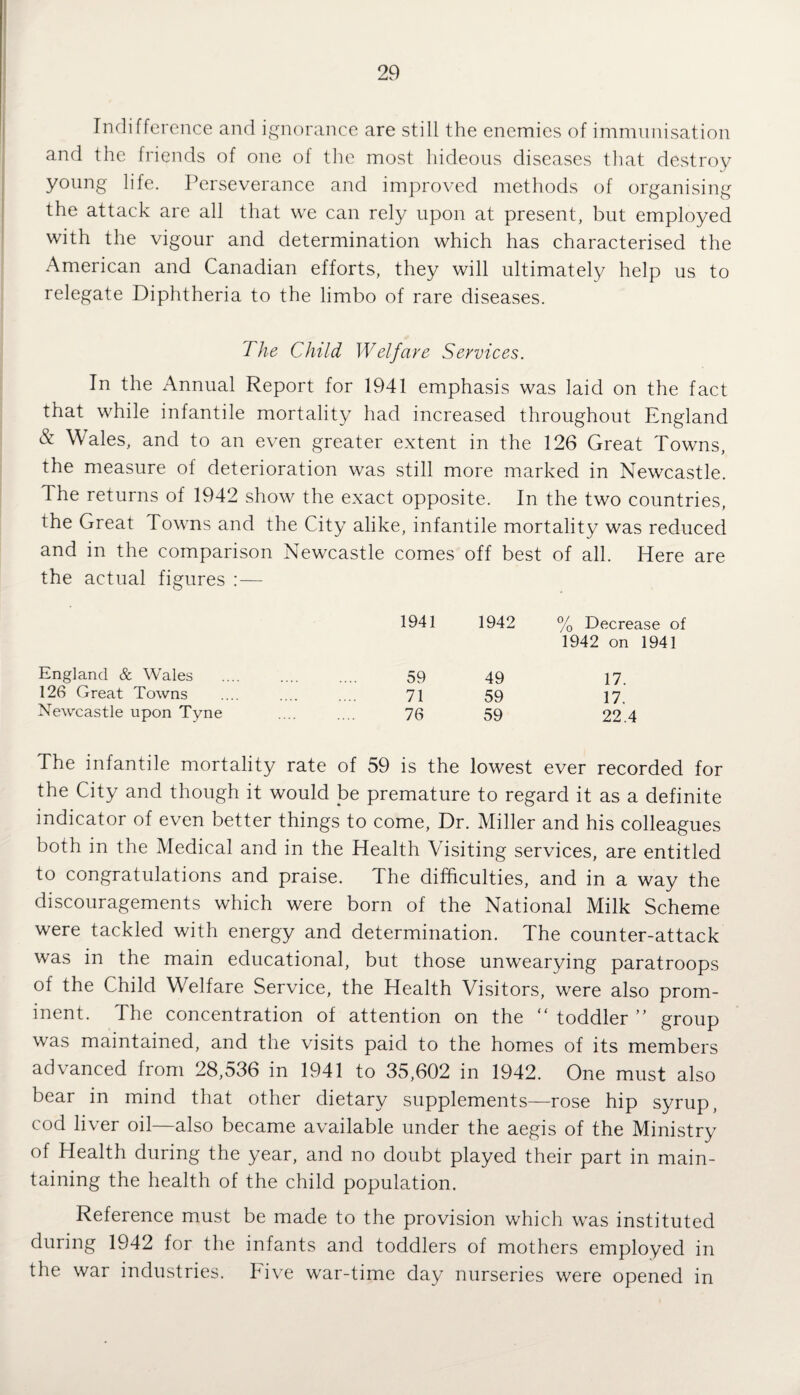 29
Indifference and ignorance are still the enemies of immunisation
and the friends of one of the most hideous diseases that destroy
young life. Perseverance and improved methods of organising
the attack are all that we can rely upon at present, but employed
with the vigour and determination which has characterised the
American and Canadian efforts, they will ultimately help us to
relegate Diphtheria to the limbo of rare diseases.
The Child Welfare Services.
In the Annual Report for 1941 emphasis was laid on the fact
that while infantile mortality had increased throughout England
& Wales, and to an even greater extent in the 126 Great Towns,
the measure of deterioration was still more marked in Newcastle.
The returns of 1942 show the exact opposite. In the two countries,
the Great Towns and the City alike, infantile mortality was reduced
and in the comparison Newcastle comes off best of all. Here are
the actual figures :—
1941 1942 % Decrease of
1942 on 1941
England & Wales .... .... .... 59 49 17.
126 Great Towns .... .... .... 71 59 17.
Newcastle upon Tyne .... .... 76 59 22.4
The infantile mortality rate of 59 is the lowest ever recorded for
the City and though it would be premature to regard it as a definite
indicator of even better things to come, Dr. Miller and his colleagues
both in the Medical and in the Health Visiting services, are entitled
to congratulations and praise. The difficulties, and in a way the
discouragements which were born of the National Milk Scheme
were tackled with energy and determination. The counter-attack
was in the main educational, but those unwearying paratroops
of the Child Welfare Service, the Health Visitors, were also prom-
inent. The concentration of attention on the “ toddler ” group
was maintained, and the visits paid to the homes of its members
advanced from 28,536 in 1941 to 35,602 in 1942. One must also
bear in mind that other dietary supplements—rose hip syrup,
cod liver oil—also became available under the aegis of the Ministry
of Health during the year, and no doubt played their part in main-
taining the health of the child population.
Reference must be made to the provision which was instituted
during 1942 for the infants and toddlers of mothers employed in
the war industries. Five war-time day nurseries were opened in